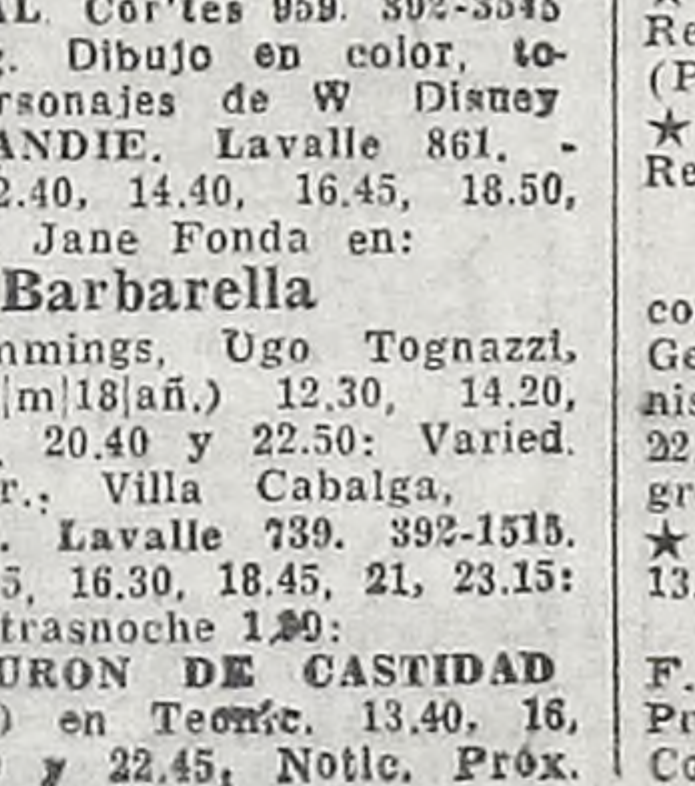 AL. Cor'tes 959. 392-3545
g. Dibujo en color, to-
rsonajes de W Disney
ANDIE. Lavalle 861. -
2.40, 14.40, 16.45, 18.50,
Jane Fonda en:
Barbarella
mmings, Ugo Tognazzi,
|m|18|añ.) 12.30, 14.20,
20.40 y 22.50: Varied.
r.: Villa Cabalga,
. Lavalle 739. 392-1515.
5, 16.30, 18.45, 21, 23.15:
trasnoche
URON DE CASTIDAD
) en Tecnic. 13.40, 16,
y 22.45, Notic. Próx.
Re
(P
★
Re
co
Ge
nis
22
gr
★
13
F.
Pr
Co